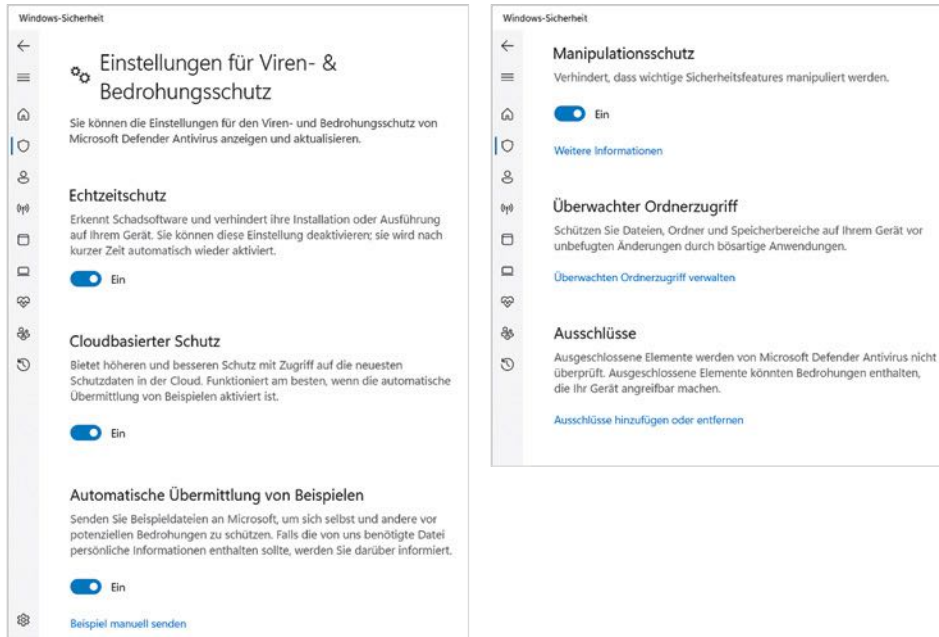 Windows-Sicherheit
Einstellungen für Viren- &
Bedrohungsschutz
Sie können die Einstellungen für den Viren- und Bedrohungsschutz von
Microsoft Defender Antivirus anzeigen und aktualisieren.
Echtzeitschutz
Erkennt Schadsoftware und verhindert ihre Installation oder Ausführung
auf Ihrem Gerät. Sie können diese Einstellung deaktivieren; sie wird nach
kurzer Zeit automatisch wieder aktiviert.
Ein
Cloudbasierter Schutz
Bietet höheren und besseren Schutz mit Zugriff auf die neuesten
Schutzdaten in der Cloud. Funktioniert am besten, wenn die automatische
Übermittlung von Beispielen aktiviert ist.
Ein
Automatische Übermittlung von Beispielen
Senden Sie Beispieldateien an Microsoft, um sich selbst und andere vor
potenziellen Bedrohungen zu schützen. Falls die von uns benötigte Datei
persönliche Informationen enthalten sollte, werden Sie darüber informiert.
Ein
Beispiel manuell senden
Windows-Sicherheit
Manipulationsschutz
Verhindert, dass wichtige Sicherheitsfeatures manipuliert werden.
Ein
Weitere Informationen
Überwachter Ordnerzugriff
Schützen Sie Dateien, Ordner und Speicherbereiche auf Ihrem Gerät vor
unbefugten Änderungen durch bösartige Anwendungen.
Überwachten Ordnerzugriff verwalten
Ausschlüsse
Ausgeschlossene Elemente werden von Microsoft Defender Antivirus nicht
überprüft. Ausgeschlossene Elemente könnten Bedrohungen enthalten,
die Ihr Gerät angreifbar machen.
Ausschlüsse hinzufügen oder entfernen